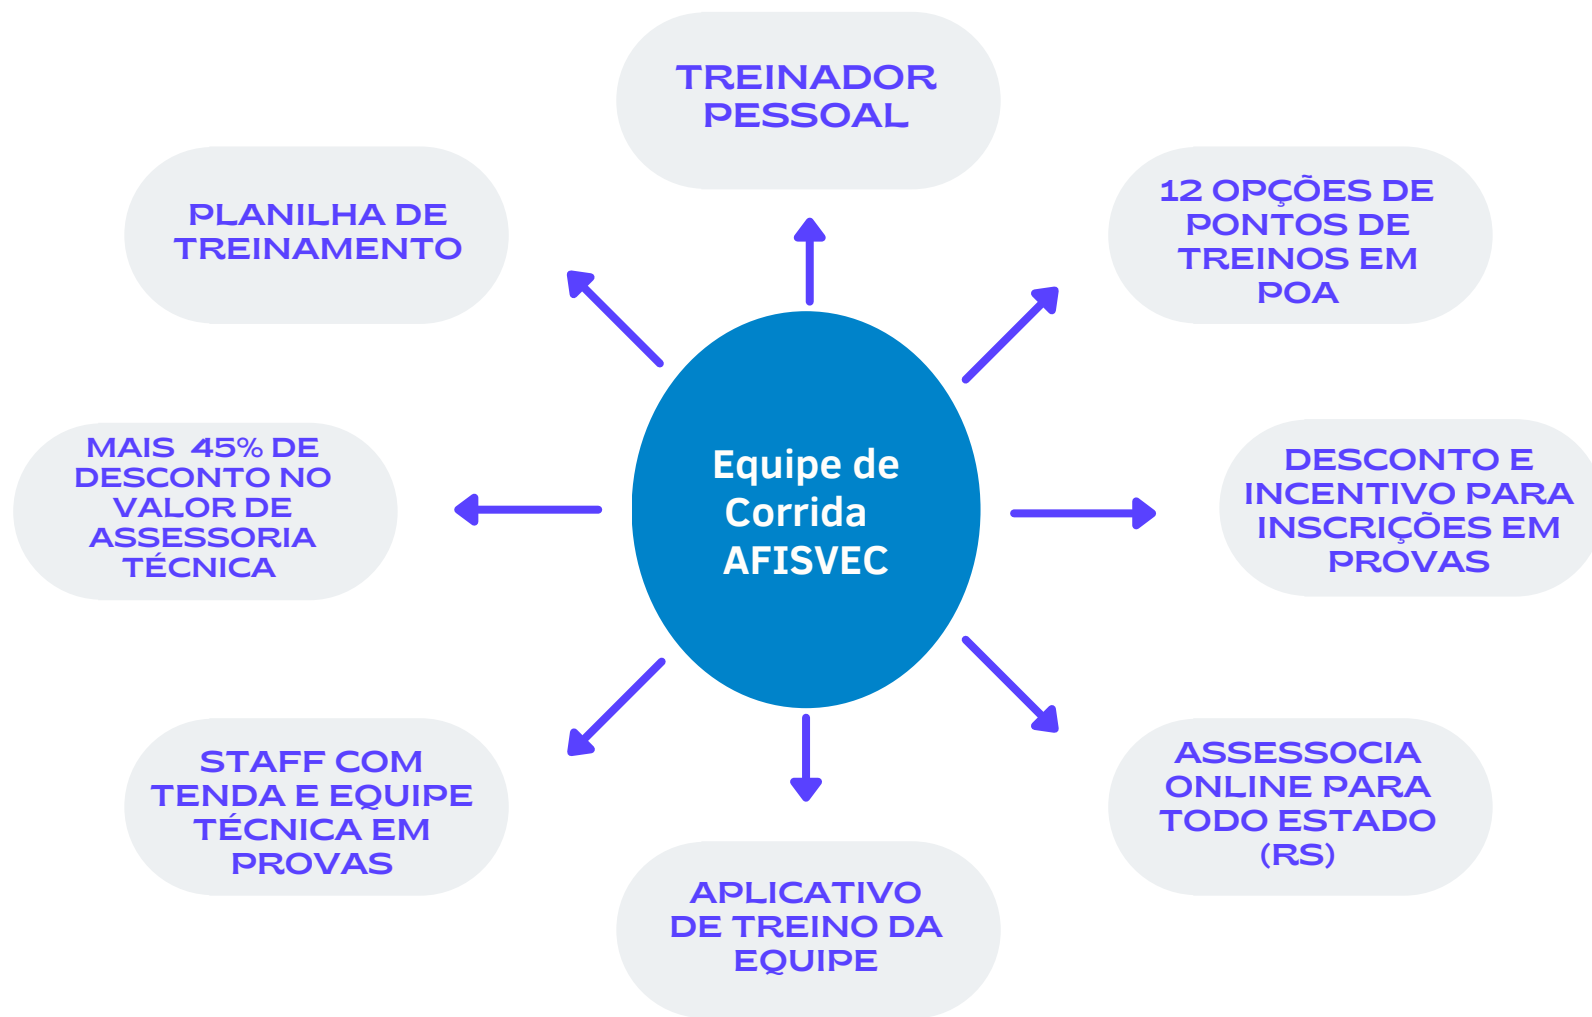 TREINADOR
PESSOAL
PLANILHA DE
TREINAMENTO
12 OPÇÕES DE
PONTOS DE
TREINOS EM
POA
MAIS 45% DE
DESCONTO NO
VALOR DE
ASSESSORIA
TÉCNICA
Equipe de
Corrida
AFISVEC
DESCONTO E
INCENTIVO PARA
INSCRIÇÕES EM
PROVAS
STAFF COM
TENDA E EQUIPE
TÉCNICA EM
PROVAS
ASSESSOCIA
ONLINE PARA
TODO ESTADO
(RS)
APLICATIVO
DE TREINO DA
EQUIPE